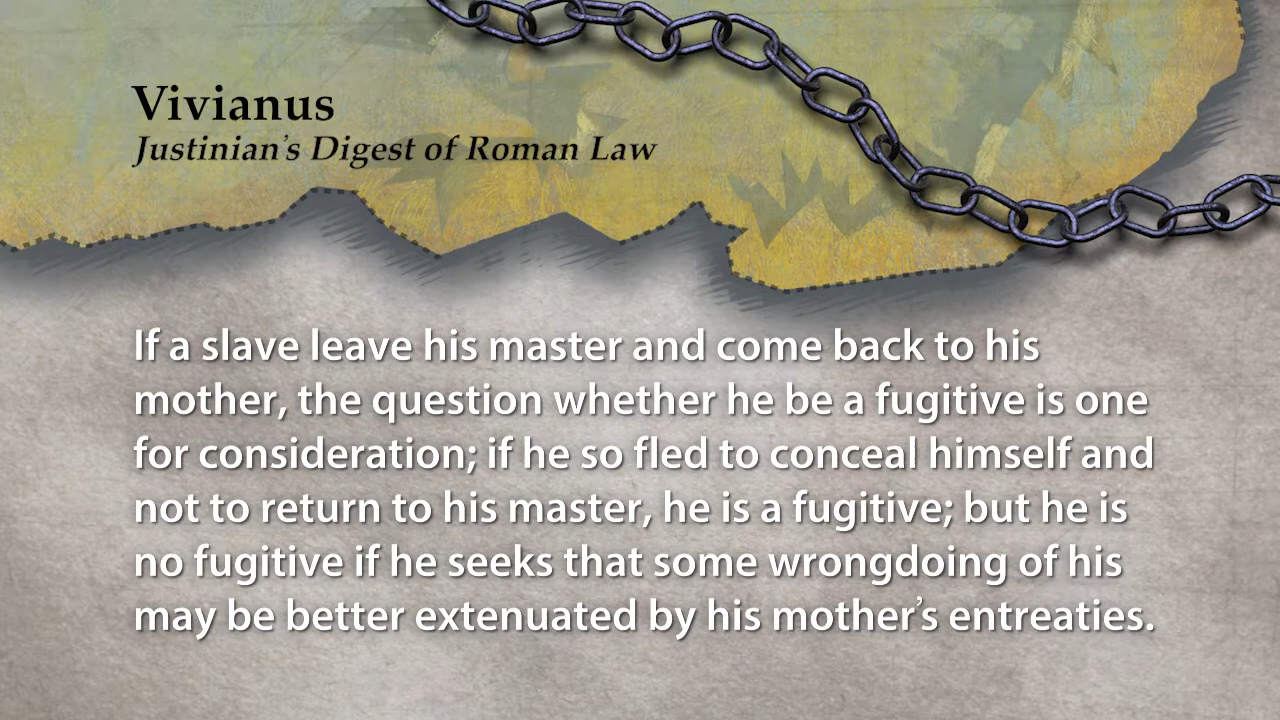 Vivianus
Justinian's Digest of Roman Law
If a slave leave his master and come back to his
mother, the question whether he be a fugitive is one
for consideration; if he so fled to conceal himself and
not to return to his master, he is a fugitive; but he is
no fugitive if he seeks that some wrongdoing of his
may be better extenuated by his mother's entreaties.